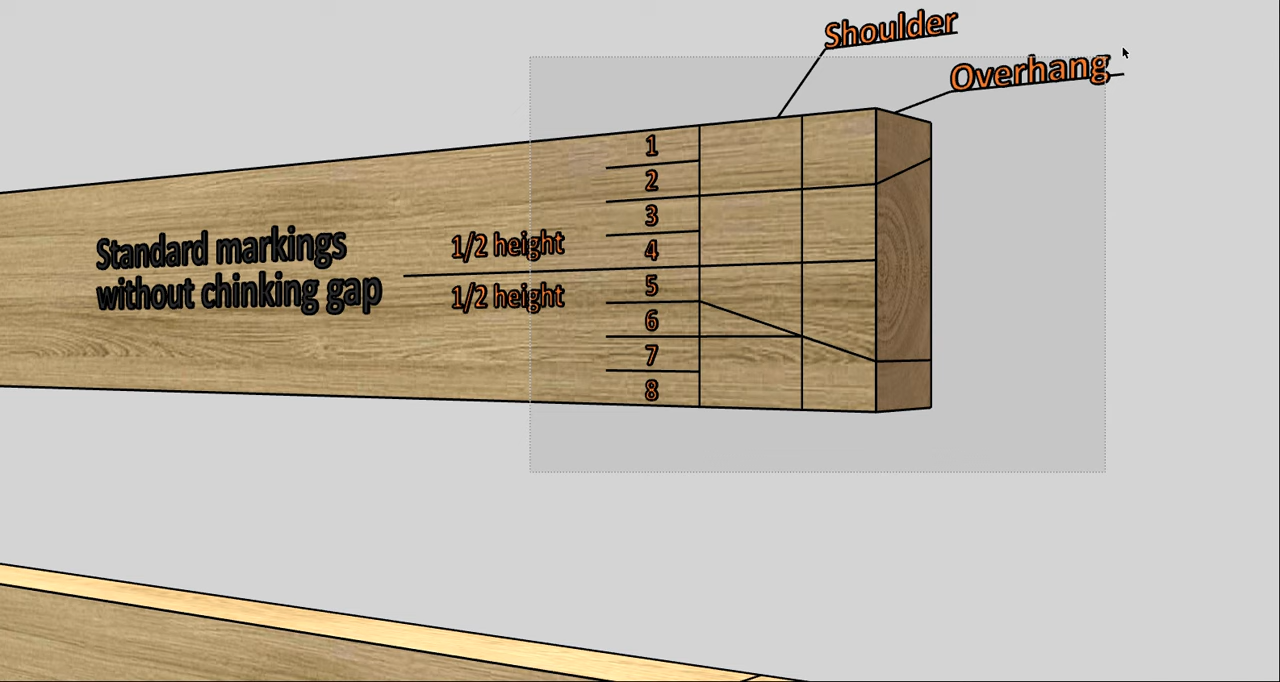 Shoulder
Overhang
1
2
3
4
5
6
7
8
1/2 height
1/2 height
Standard markings
without chinking gap